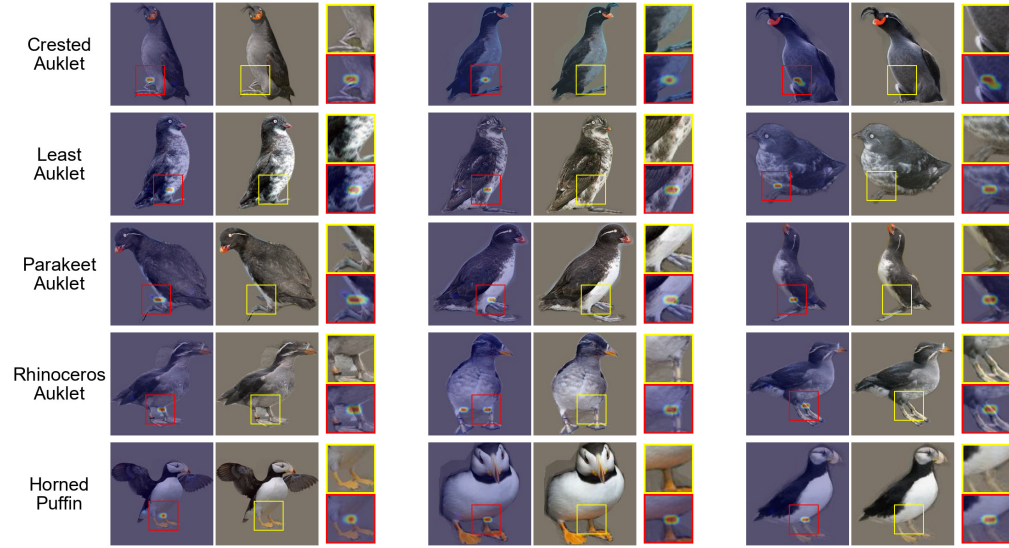 Crested
Auklet
Least
Auklet
Parakeet
Auklet
Rhinoceros
Auklet
Horned
Puffin